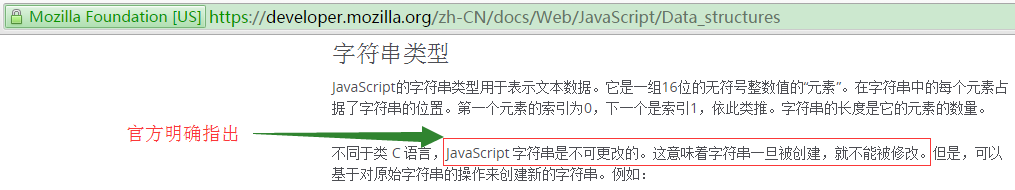 Mozilla Foundation [US] https://developer.mozilla.org/zh-CN/docs/Web/JavaScript/Data_structures
字符串类型
JavaScript的字符串类型用于表示文本数据。它是一组16位的无符号整数值的“元素”。在字符串中的每个元素占
据了字符串的位置。第一个元素的索引为0，下一个是索引1，依此类推。字符串的长度是它的元素的数量。
官方明确指出
不同于类 C 语言，JavaScript 字符串是不可更改的。这意味着字符串一旦被创建，就不能被修改。但是，可以
基于对原始字符串的操作来创建新的字符串。例如：